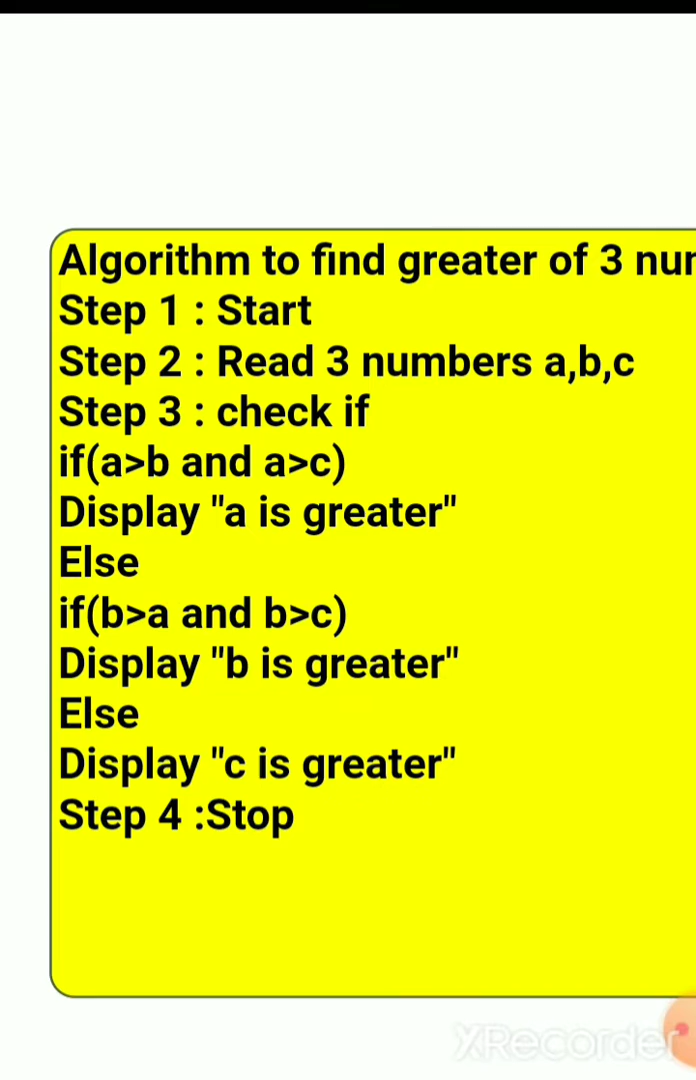 Algorithm to find greater of 3
Step 1 : Start
Step 2 : Read 3 numbers a,b,c
Step 3 : check if
if(a>b and a>c)
Display "a is greater"
Else
if(b>a and b>c)
Display "b is greater"
Else
Display "c is greater"
Step 4 :Stop
XRecorder